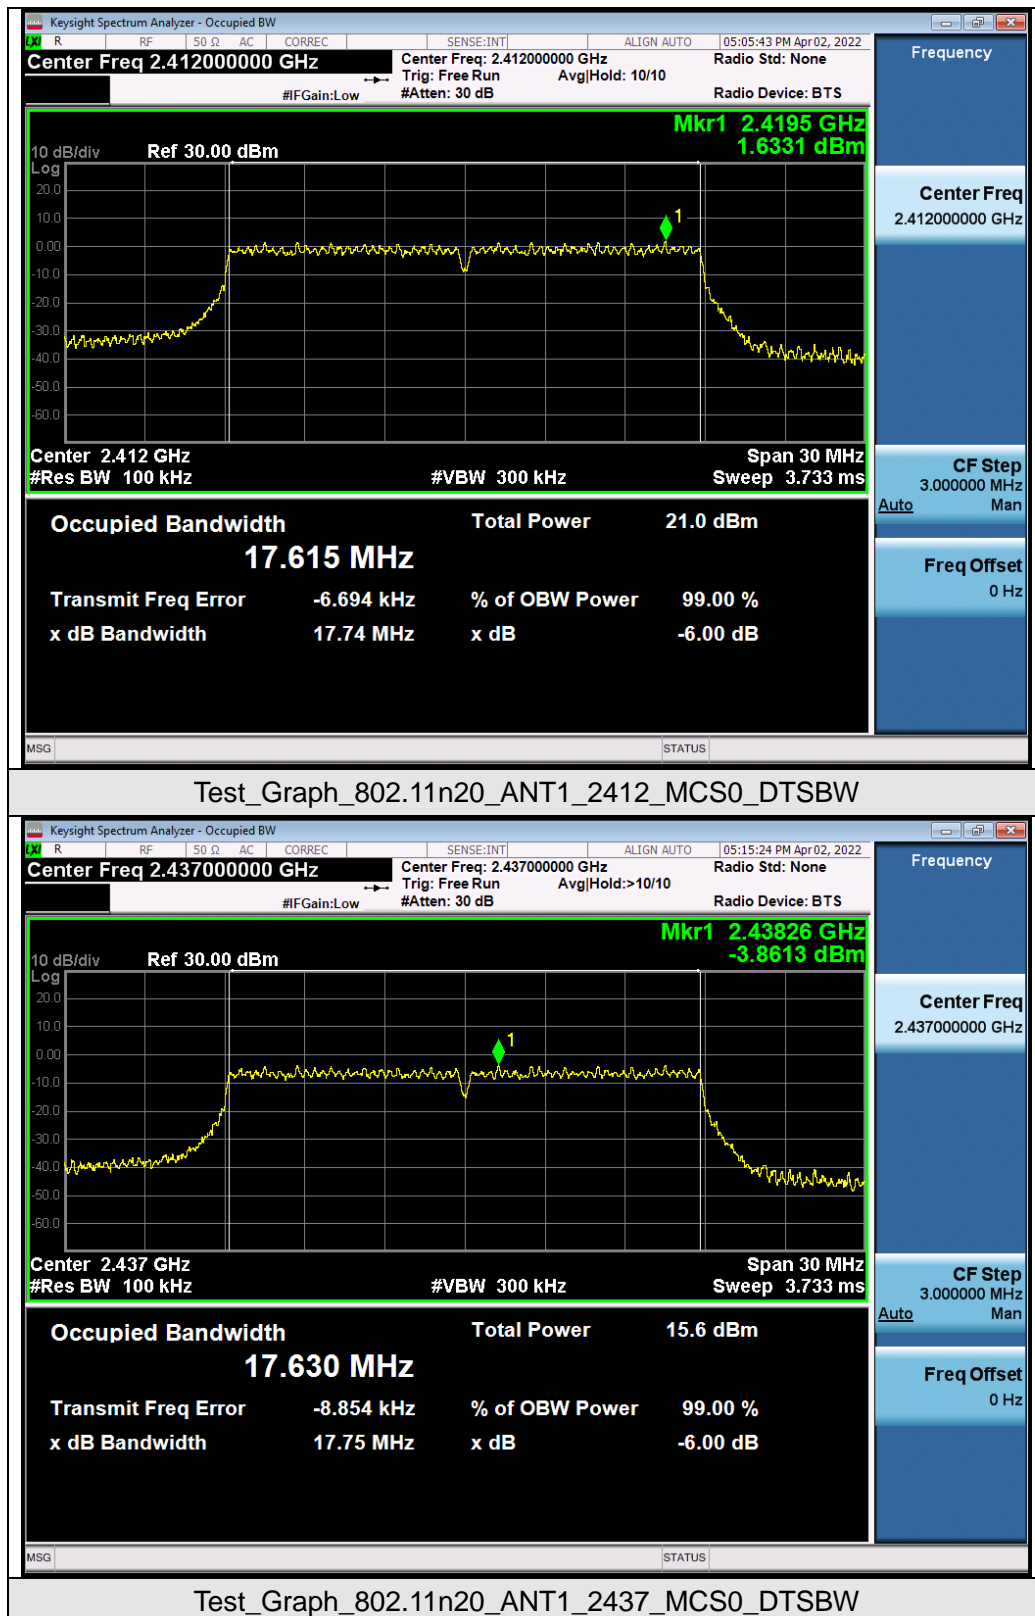 Keysight Spectrum Analyzer - Occupied BW
LXI R RF 50 Ω AC CORREC SENSE:INT ALIGN AUTO 05:05:43 PM Apr 02, 2022
Center Freq 2.412000000 GHz
Center Freq: 2.412000000 GHz Radio Std: None
Trig: Free Run Avg|Hold: 10/10
#IFGain:Low #Atten: 30 dB Radio Device: BTS
Frequency
Mkr1 2.4195 GHz
1.6331 dBm
10 dB/div Ref 30.00 dBm
Log
20.0
10.0
0.00
-10.0
-20.0
-30.0
-40.0
-50.0
-60.0
1
Center 2.412 GHz Span 30 MHz
#Res BW 100 kHz #VBW 300 kHz Sweep 3.733 ms
Center Freq
2.412000000 GHz
CF Step
3.000000 MHz
Auto Man
Freq Offset
0 Hz
Occupied Bandwidth Total Power 21.0 dBm
17.615 MHz
Transmit Freq Error -6.694 kHz % of OBW Power 99.00 %
x dB Bandwidth 17.74 MHz x dB -6.00 dB
MSG STATUS
Test_Graph_802.11n20_ANT1_2412_MCS0_DTSBW
Keysight Spectrum Analyzer - Occupied BW
LXI R RF 50 Ω AC CORREC SENSE:INT ALIGN AUTO 05:15:24 PM Apr 02, 2022
Center Freq 2.437000000 GHz
Center Freq: 2.437000000 GHz Radio Std: None
Trig: Free Run Avg|Hold:>10/10
#IFGain:Low #Atten: 30 dB Radio Device: BTS
Frequency
Mkr1 2.43826 GHz
-3.8613 dBm
10 dB/div Ref 30.00 dBm
Log
20.0
10.0
0.00
-10.0
-20.0
-30.0
-40.0
-50.0
-60.0
1
Center 2.437 GHz Span 30 MHz
#Res BW 100 kHz #VBW 300 kHz Sweep 3.733 ms
Center Freq
2.437000000 GHz
CF Step
3.000000 MHz
Auto Man
Freq Offset
0 Hz
Occupied Bandwidth Total Power 15.6 dBm
17.630 MHz
Transmit Freq Error -8.854 kHz % of OBW Power 99.00 %
x dB Bandwidth 17.75 MHz x dB -6.00 dB
MSG STATUS
Test_Graph_802.11n20_ANT1_2437_MCS0_DTSBW